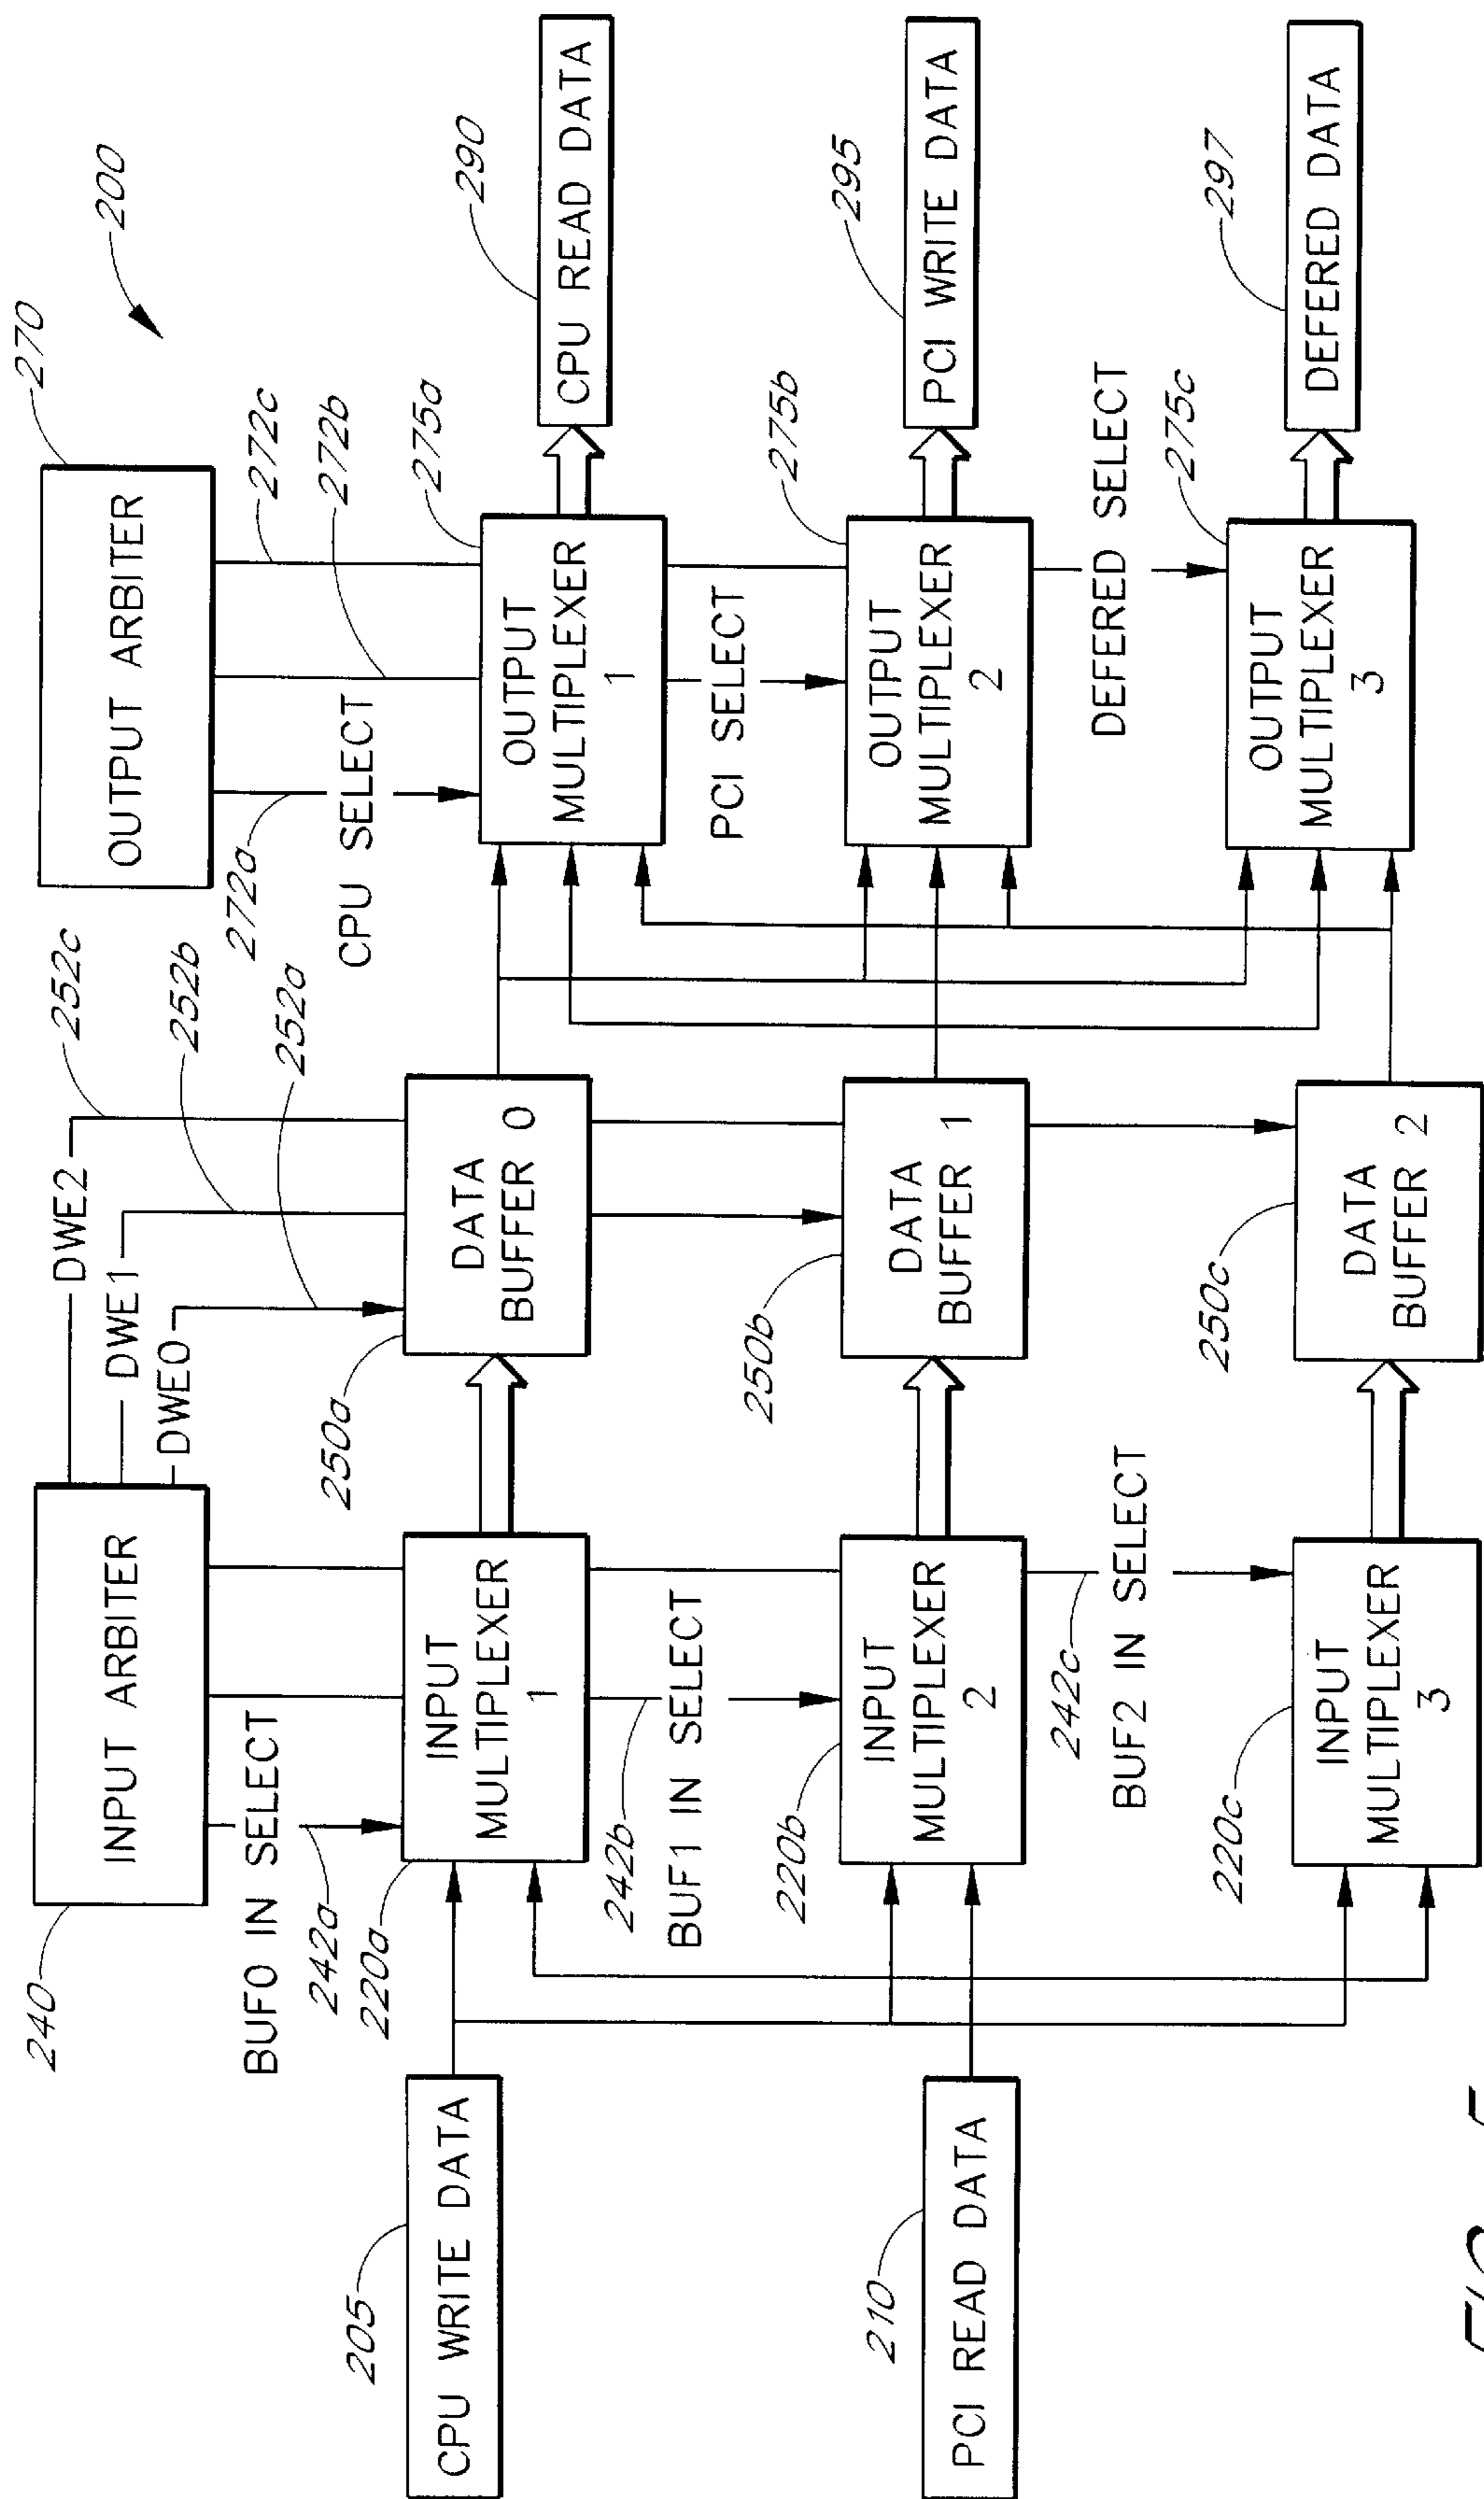 200
270
OUTPUT ARBITER
272c
272b
272a
CPU SELECT
275a
OUTPUT
MULTIPLEXER
1
290
CPU READ DATA
PCI SELECT
275b
OUTPUT
MULTIPLEXER
2
295
PCI WRITE DATA
DEFERED SELECT
275c
OUTPUT
MULTIPLEXER
3
297
DEFERED DATA
252c
252b
252a
DWE2
DWE1
DWE0
250a
DATA
BUFFER 0
250b
DATA
BUFFER 1
250c
DATA
BUFFER 2
240
INPUT ARBITER
BUF0 IN SELECT
242a
220a
INPUT
MULTIPLEXER
1
242b
BUF1 IN SELECT
220b
INPUT
MULTIPLEXER
2
242c
BUF2 IN SELECT
220c
INPUT
MULTIPLEXER
3
205
CPU WRITE DATA
210
PCI READ DATA